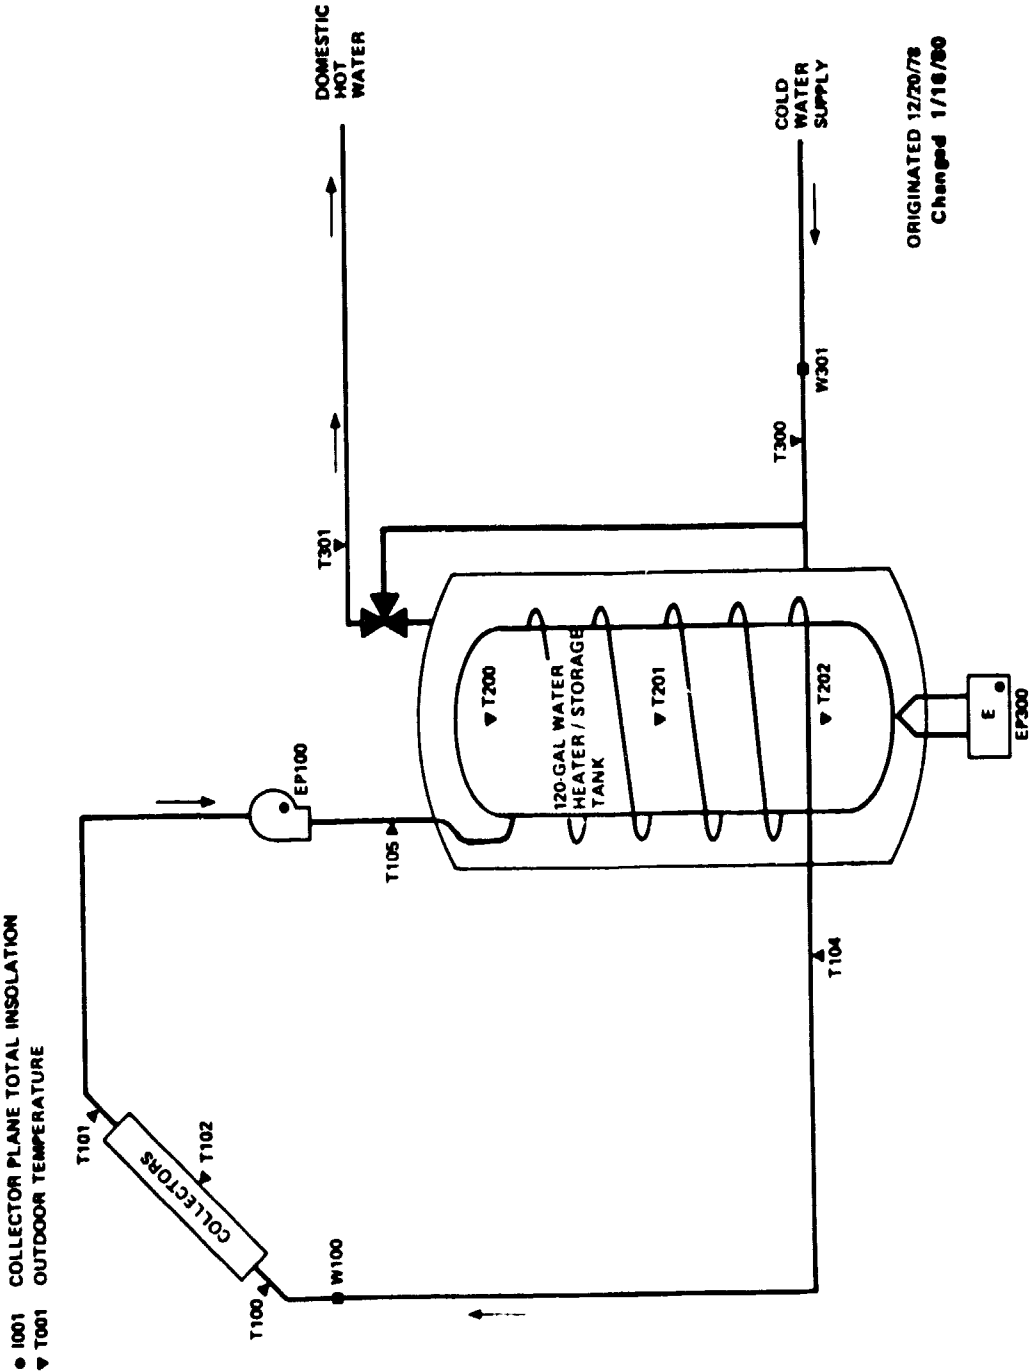 ● I001 COLLECTOR PLANE TOTAL INSOLATION
▼ T001 OUTDOOR TEMPERATURE
T101
COLLECTORS
T102
T100
W100
EP100
T105
T104
T301
DOMESTIC
HOT
WATER
T200
120-GAL WATER
HEATER / STORAGE
TANK
T201
T202
E
EP300
T300
W301
COLD
WATER
SUPPLY
ORIGINATED 12/20/78
Changed 1/16/80